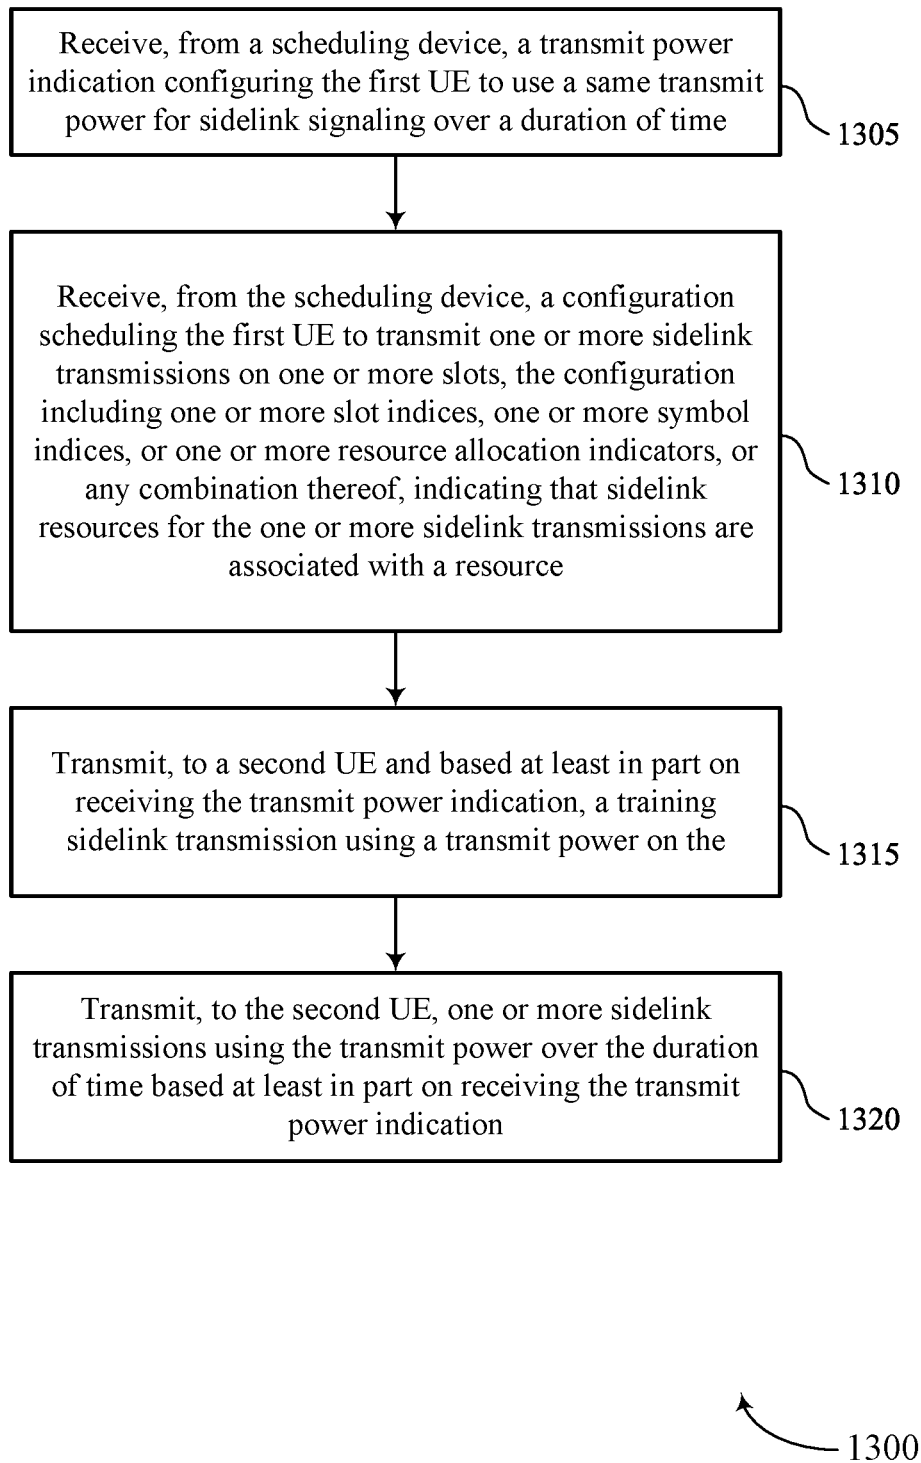 Receive, from a scheduling device, a transmit power
indication configuring the first UE to use a same transmit
power for sidelink signaling over a duration of time
1305
Receive, from the scheduling device, a configuration
scheduling the first UE to transmit one or more sidelink
transmissions on one or more slots, the configuration
including one or more slot indices, one or more symbol
indices, or one or more resource allocation indicators, or
any combination thereof, indicating that sidelink
resources for the one or more sidelink transmissions are
associated with a resource
1310
Transmit, to a second UE and based at least in part on
receiving the transmit power indication, a training
sidelink transmission using a transmit power on the
1315
Transmit, to the second UE, one or more sidelink
transmissions using the transmit power over the duration
of time based at least in part on receiving the transmit
power indication
1320
1300